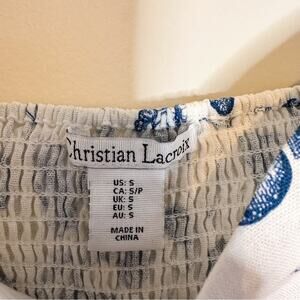 Christian Lacroix
US: S
CA: S/P
UK: S
EU: S
AU: S
MADE IN
CHINA